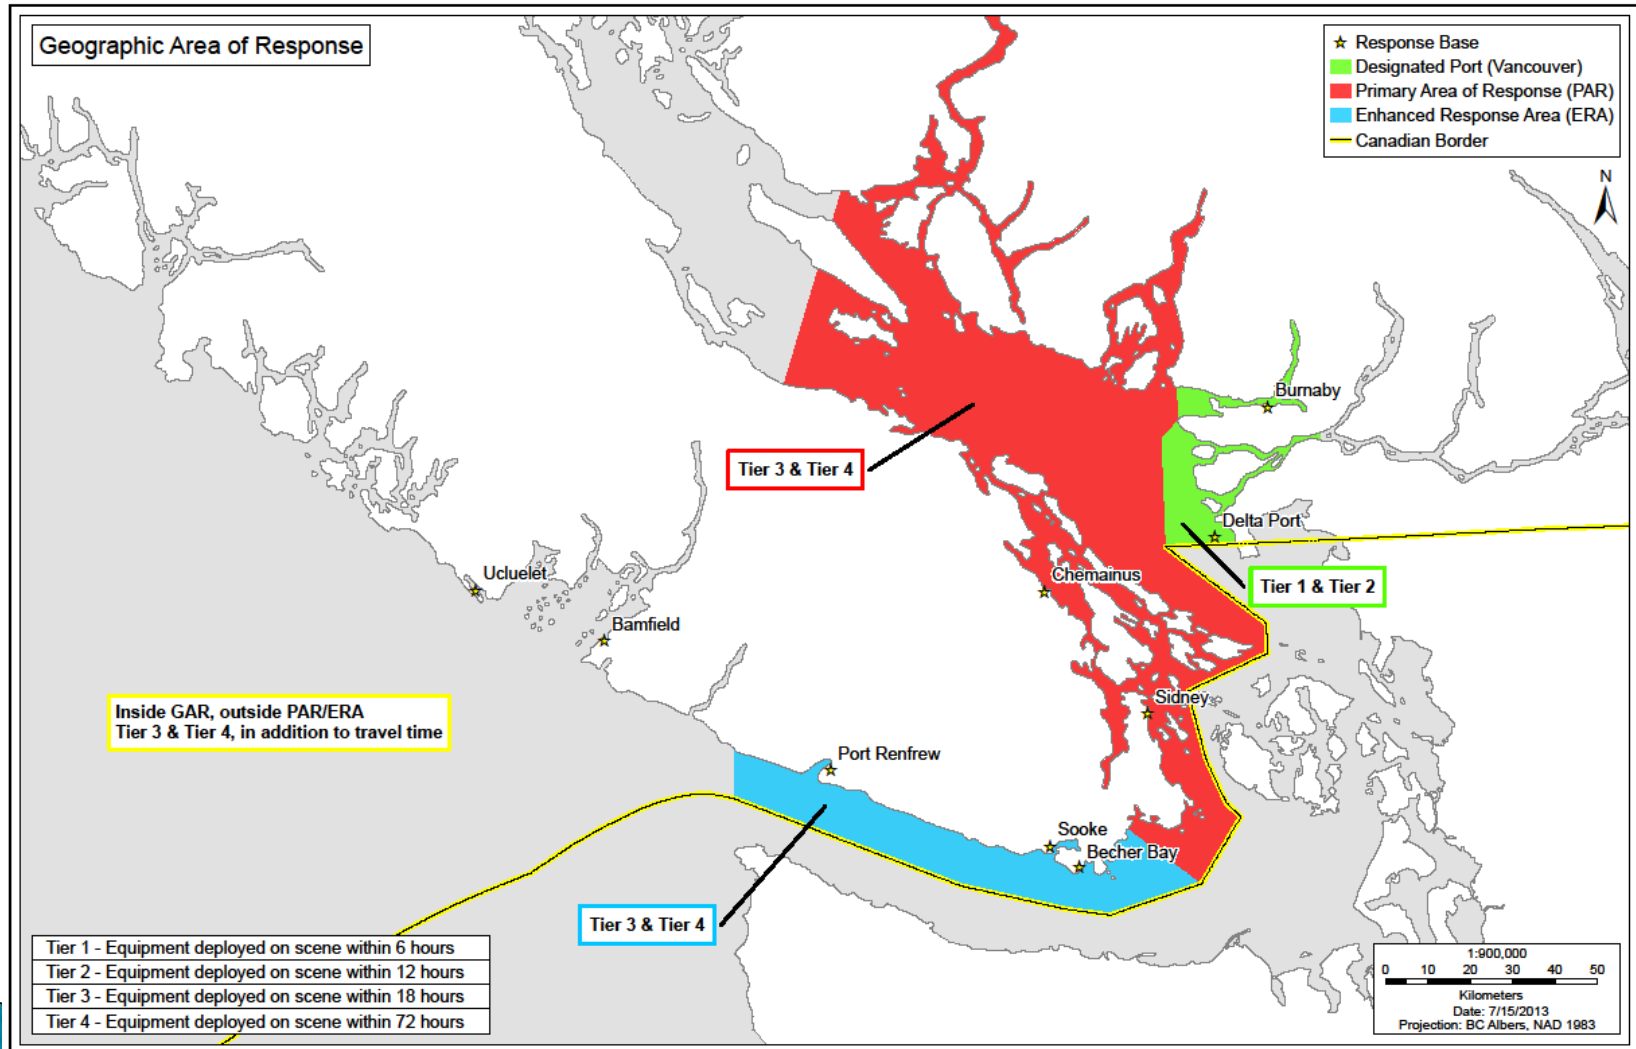 Geographic Area of Response
Response Base
Designated Port (Vancouver)
Primary Area of Response (PAR)
Enhanced Response Area (ERA)
Canadian Border
N
Burnaby
Tier 3 & Tier 4
Delta Port
Ucluelet
Chemainus
Tier 1 & Tier 2
Bamfield
Sidney
Inside GAR, outside PAR/ERA
Tier 3 & Tier 4, in addition to travel time
Port Renfrew
Sooke
Becher Bay
Tier 3 & Tier 4
Tier 1 - Equipment deployed on scene within 6 hours
Tier 2 - Equipment deployed on scene within 12 hours
Tier 3 - Equipment deployed on scene within 18 hours
Tier 4 - Equipment deployed on scene within 72 hours
1:900,000
0 10 20 30 40 50
Kilometers
Date: 7/15/2013
Projection: BC Albers, NAD 1983